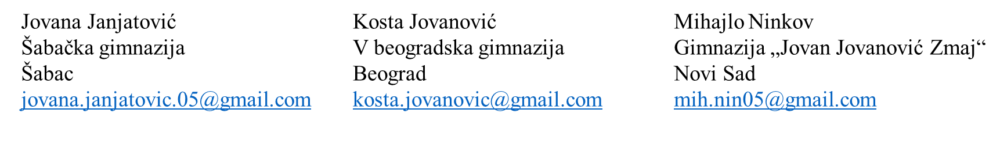 Jovana Janjatović
Šabačka gimnazija
Šabac
jovana.janjatovic.05@gmail.com
Kosta Jovanović
V beogradska gimnazija
Beograd
kosta.jovanovic@gmail.com
Mihajlo Ninkov
Gimnazija „Jovan Jovanović Zmaj“
Novi Sad
mih.nin05@gmail.com